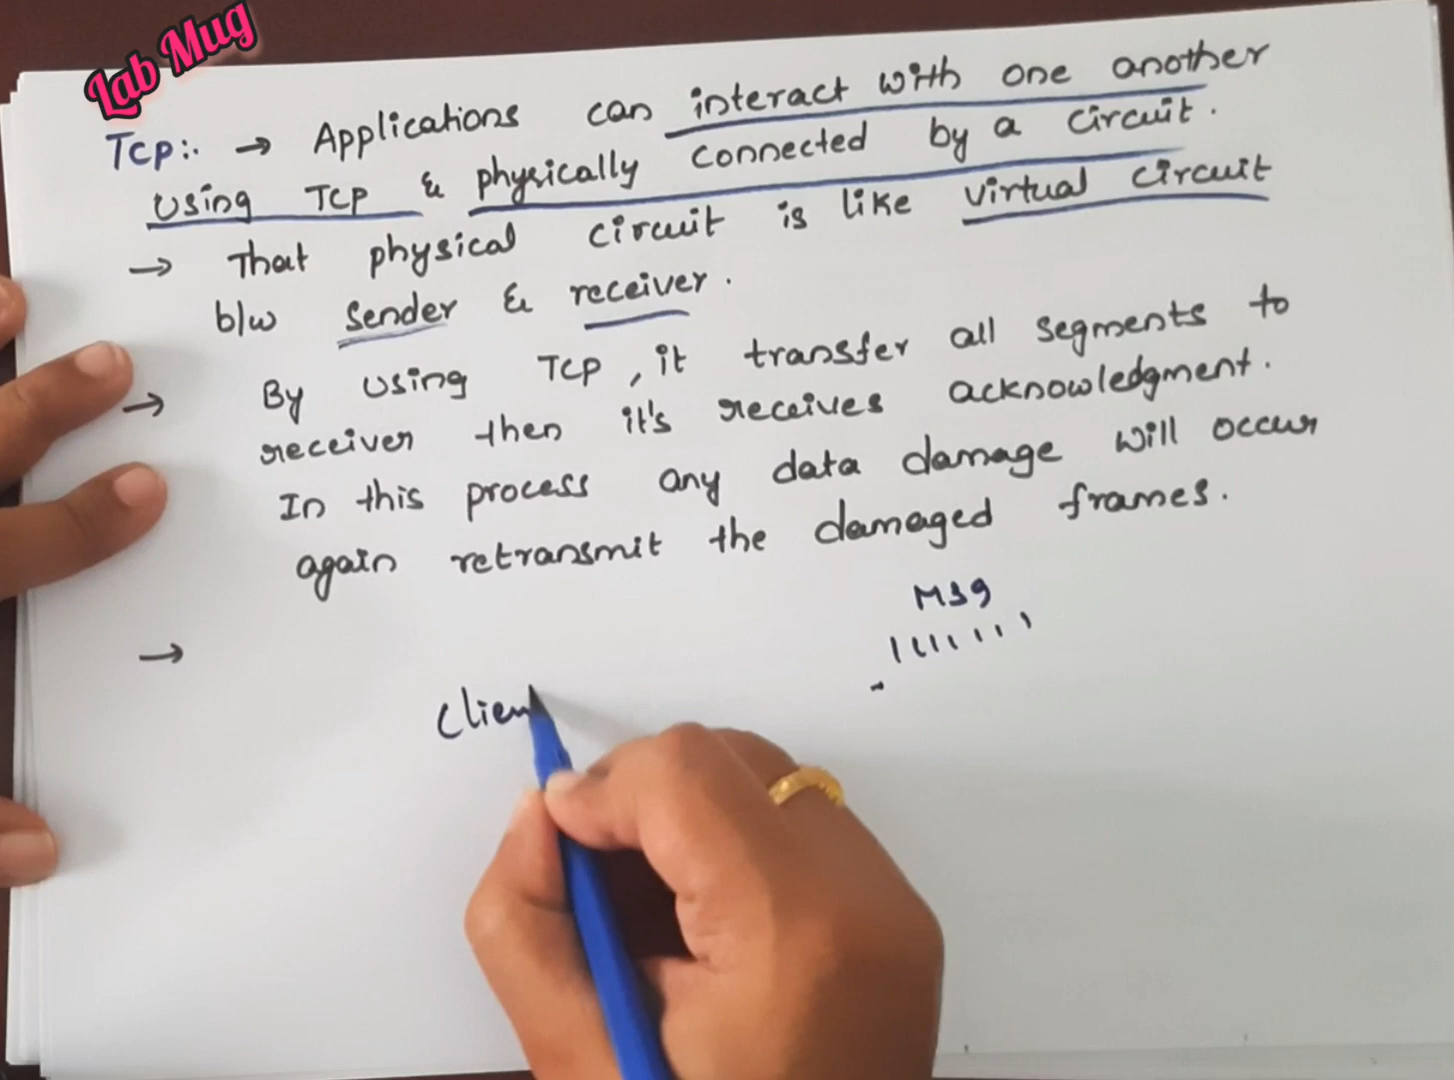 Lab Mug
Tcp:- → Applications can interact with one another
using TCP & physically connected by a circuit.
→ That physical circuit is like virtual circuit
b/w sender & receiver.
→ By using TCP, it transfer all segments to
receiver then it's receives acknowledgment.
In this process any data damage will occur
again retransmit the damaged frames.
Msg
→
Clien